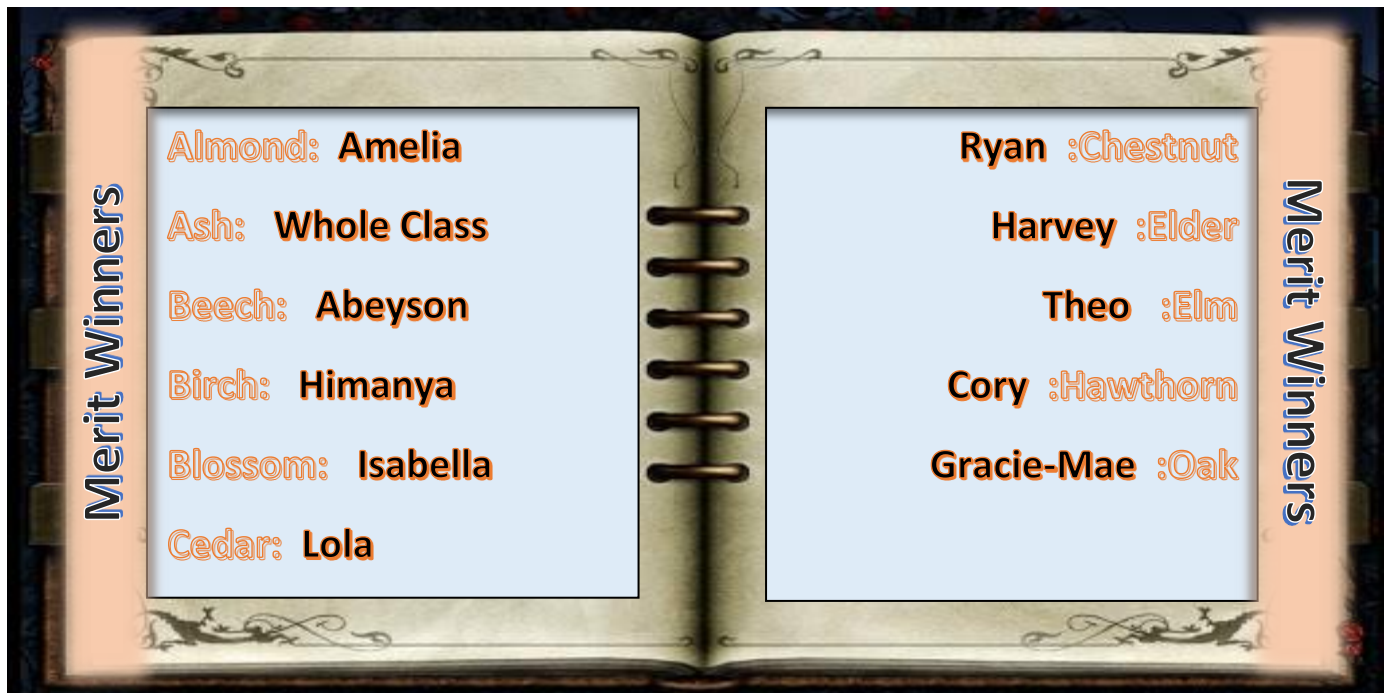 Merit Winners
Almond: Amelia
Ash: Whole Class
Beech: Abeyson
Birch: Himanya
Blossom: Isabella
Cedar: Lola
Ryan :Chestnut
Harvey :Elder
Theo :Elm
Cory :Hawthorn
Gracie-Mae :Oak
Merit Winners